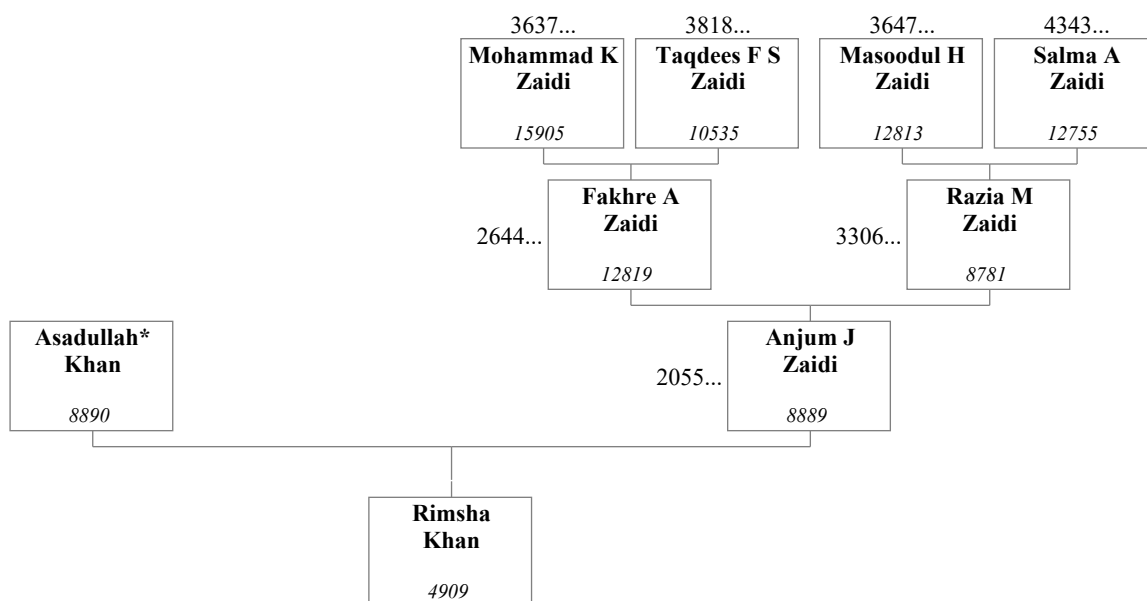 3637... 3818... 3647... 4343...
Mohammad K Zaidi
15905
Taqdees F S Zaidi
10535
Masoodul H Zaidi
12813
Salma A Zaidi
12755
2644...
Fakhre A
Zaidi
12819
3306...
Razia M
Zaidi
8781
Asadullah*
Khan
8890
2055...
Anjum J
Zaidi
8889
Rimsha
Khan
4909